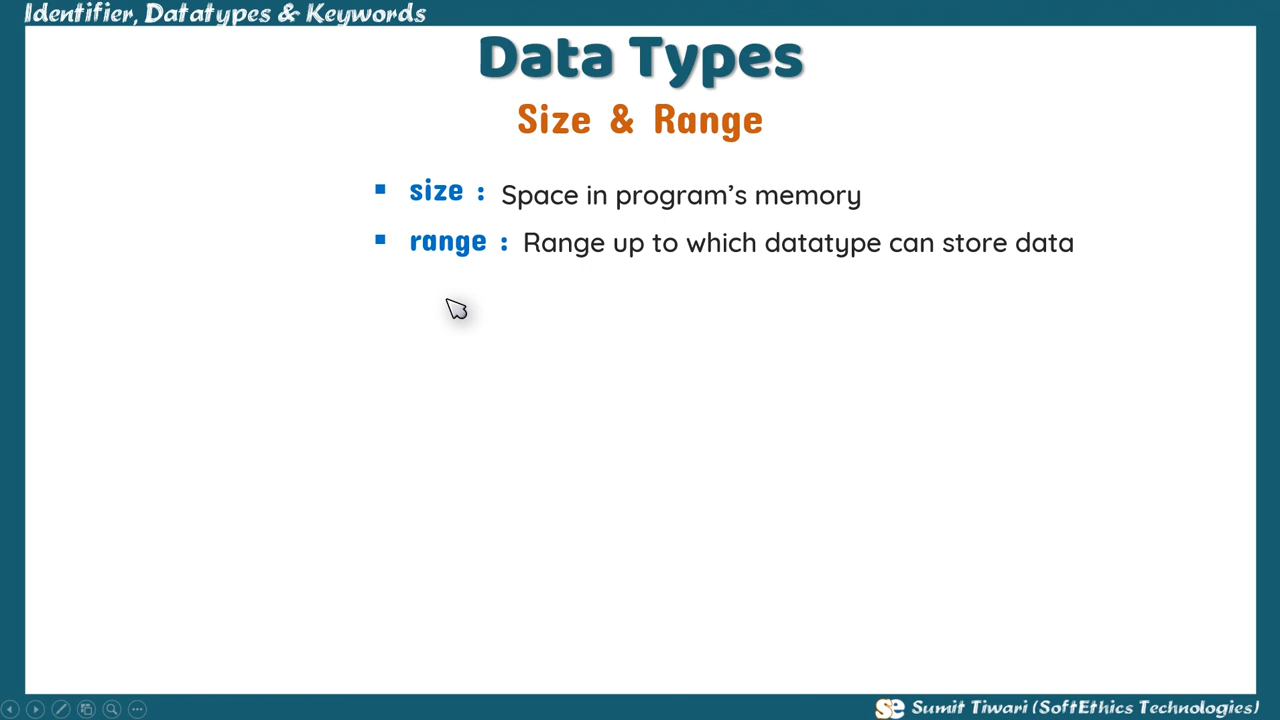 Identifier, Datatypes & Keywords
Data Types
Size & Range
size : Space in program’s memory
range : Range up to which datatype can store data
se Sumit Tiwari (SoftEthics Technologies)